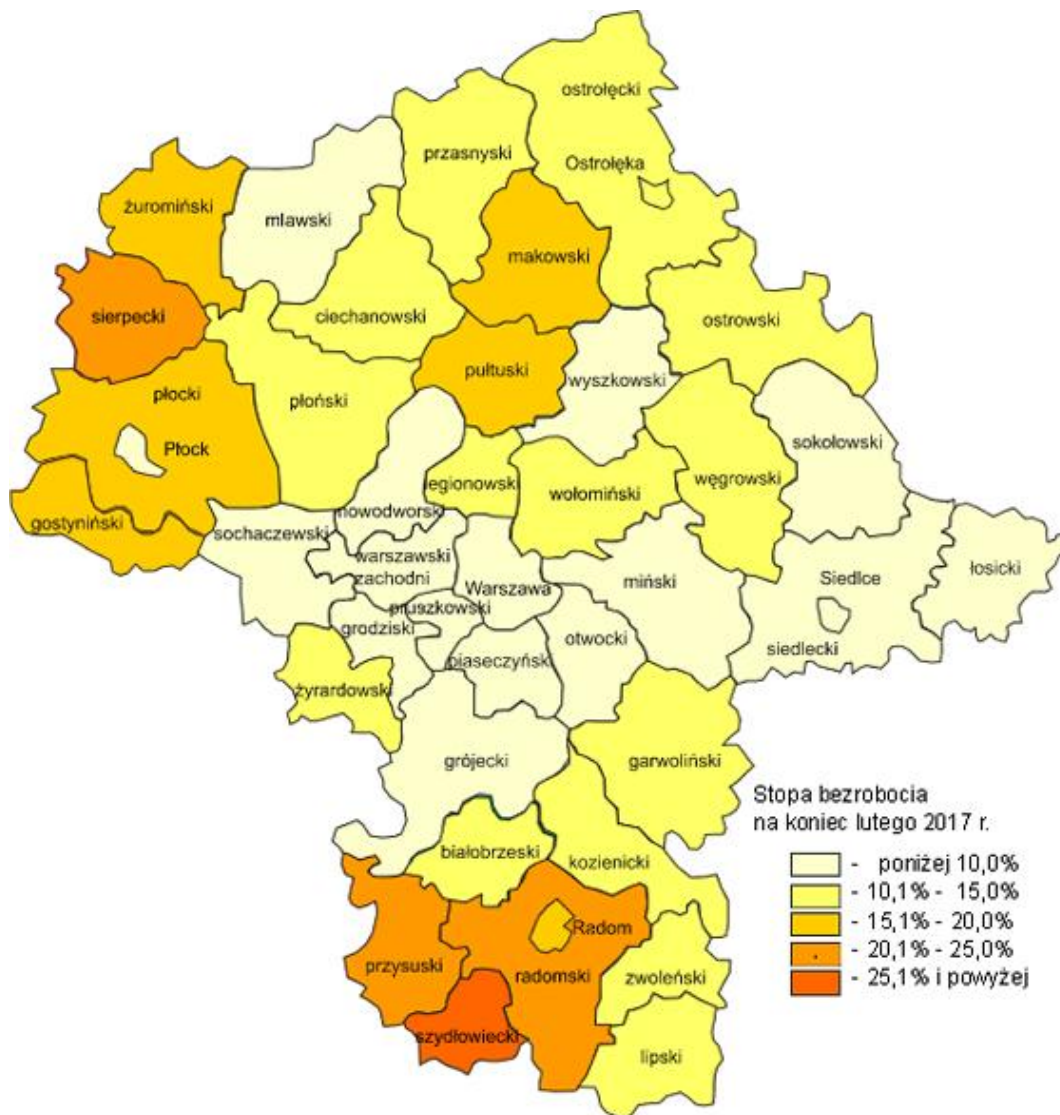 ostrołęcki
przasnyski
Ostrołęka
żuromiński
mławski
makowski
sierpecki
ciechanowski
ostrowski
pułtuski
wyszkowski
płocki
płoński
Płock
sokołowski
legionowski
wołomiński
węgrowski
gostyniński
nowodworski
sochaczewski
warszawski
zachodni
Warszawa
miński
Siedlce
łosicki
pruszkowski
grodziski
otwocki
siedlecki
piaseczyński
żyrardowski
grójecki
garwoliński
Stopa bezrobocia
na koniec lutego 2017 r.
białobrzeski
kozienicki
- poniżej 10,0%
- 10,1% - 15,0%
- 15,1% - 20,0%
- 20,1% - 25,0%
- 25,1% i powyżej
Radom
przysuski
radomski
zwoleński
szydłowiecki
lipski